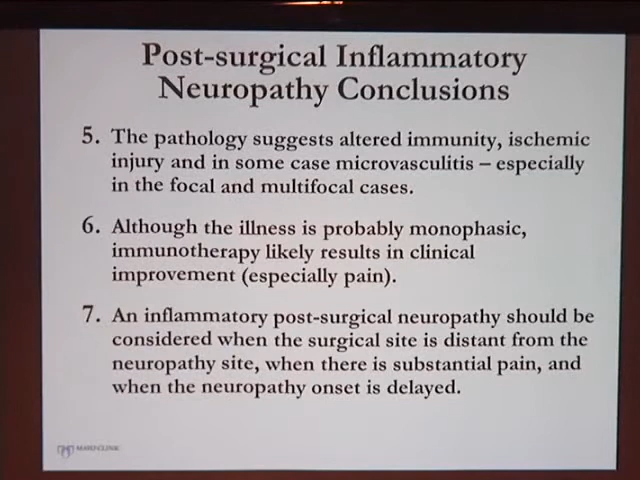 Post-surgical Inflammatory
Neuropathy Conclusions
5. The pathology suggests altered immunity, ischemic
injury and in some case microvasculitis – especially
in the focal and multifocal cases.
6. Although the illness is probably monophasic,
immunotherapy likely results in clinical
improvement (especially pain).
7. An inflammatory post-surgical neuropathy should be
considered when the surgical site is distant from the
neuropathy site, when there is substantial pain, and
when the neuropathy onset is delayed.
MAYO CLINIC